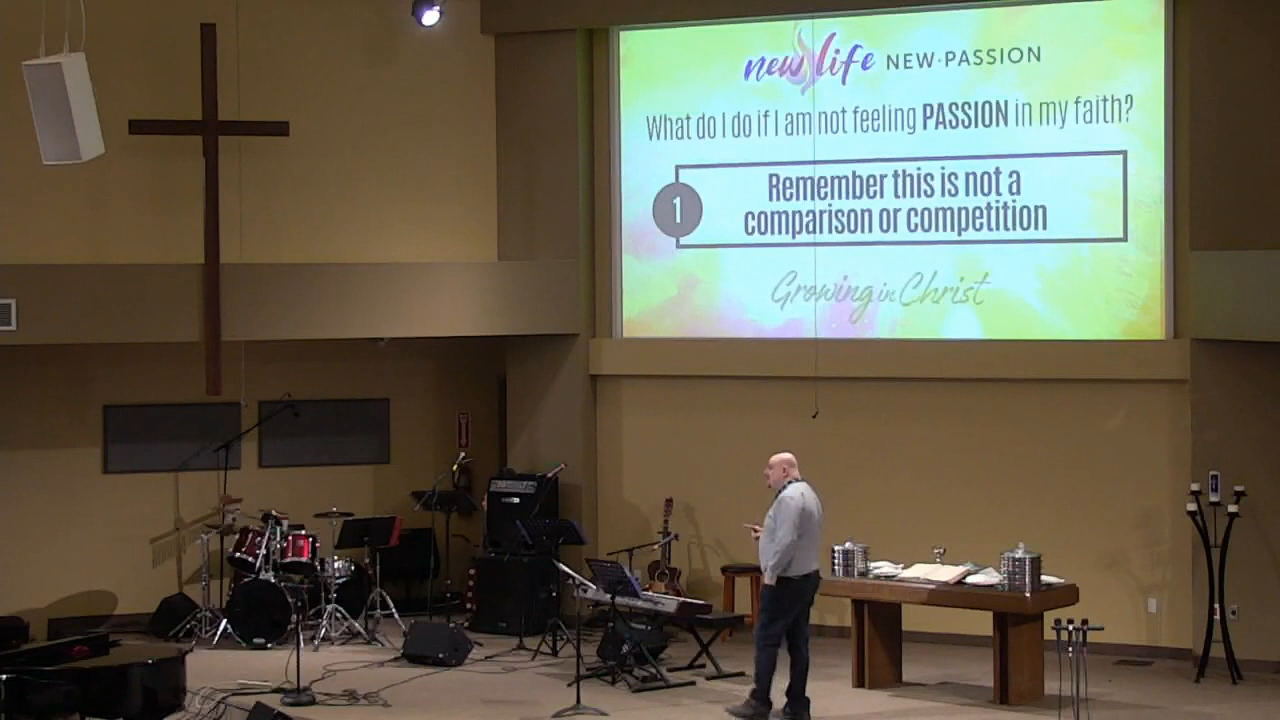 new life NEW·PASSION
What do I do if I am not feeling PASSION in my faith?
1
Remember this is not a
comparison or competition
Growing in Christ